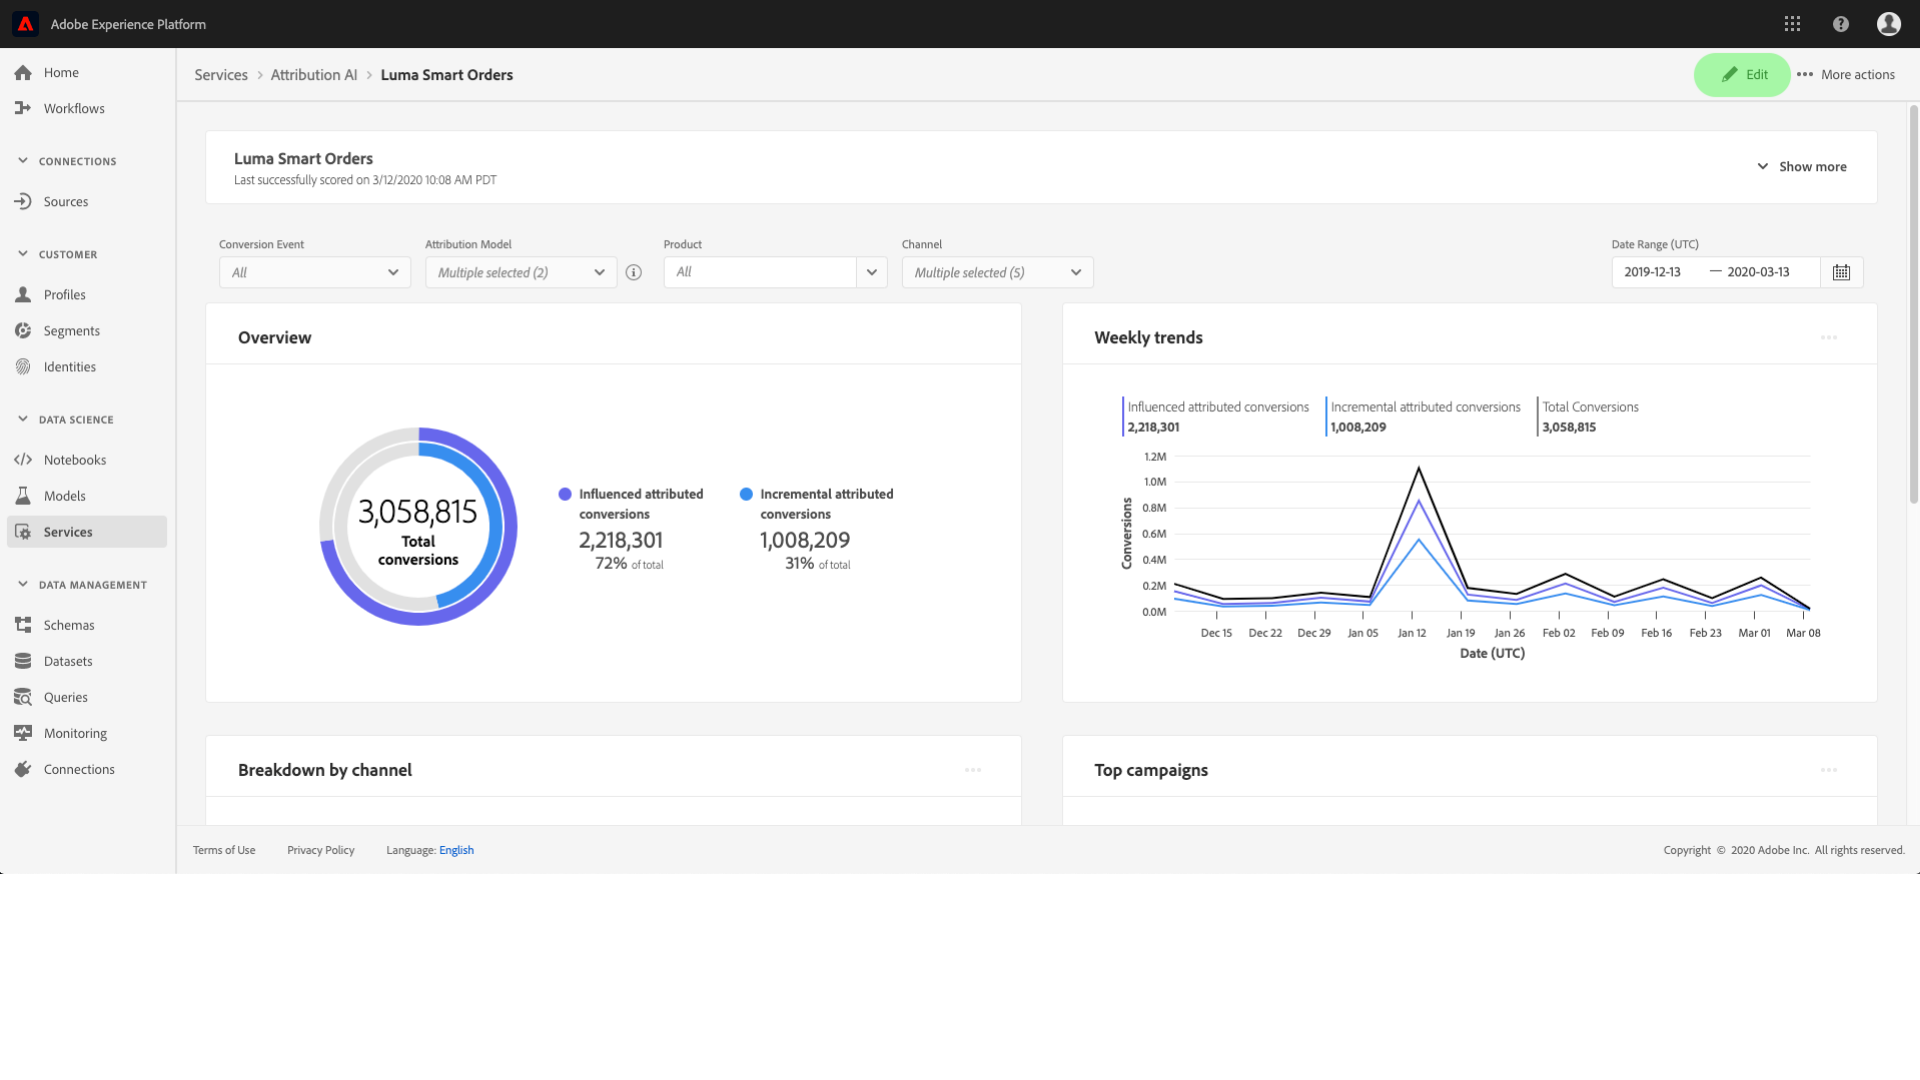 Adobe Experience Platform
Home
Workflows
CONNECTIONS
Sources
CUSTOMER
Profiles
Segments
Identities
DATA SCIENCE
Notebooks
Models
Services
DATA MANAGEMENT
Schemas
Datasets
Queries
Monitoring
Connections
Services > Attribution AI > Luma Smart Orders
Edit
More actions
Luma Smart Orders
Last successfully scored on 3/12/2020 10:08 AM PDT
Show more
Conversion Event
All
Attribution Model
Multiple selected (2)
Product
All
Channel
Multiple selected (5)
Date Range (UTC)
2019-12-13 — 2020-03-13
Overview
3,058,815
Total
conversions
Influenced attributed
conversions
2,218,301
72% of total
Incremental attributed
conversions
1,008,209
31% of total
Weekly trends
Influenced attributed conversions
2,218,301
Incremental attributed conversions
1,008,209
Total Conversions
3,058,815
Conversions
1.2M
1.0M
0.8M
0.6M
0.4M
0.2M
0.0M
Dec 15 Dec 22 Dec 29 Jan 05 Jan 12 Jan 19 Jan 26 Feb 02 Feb 09 Feb 16 Feb 23 Mar 01 Mar 08
Date (UTC)
Breakdown by channel
Top campaigns
Terms of Use Privacy Policy Language: English
Copyright © 2020 Adobe Inc. All rights reserved.